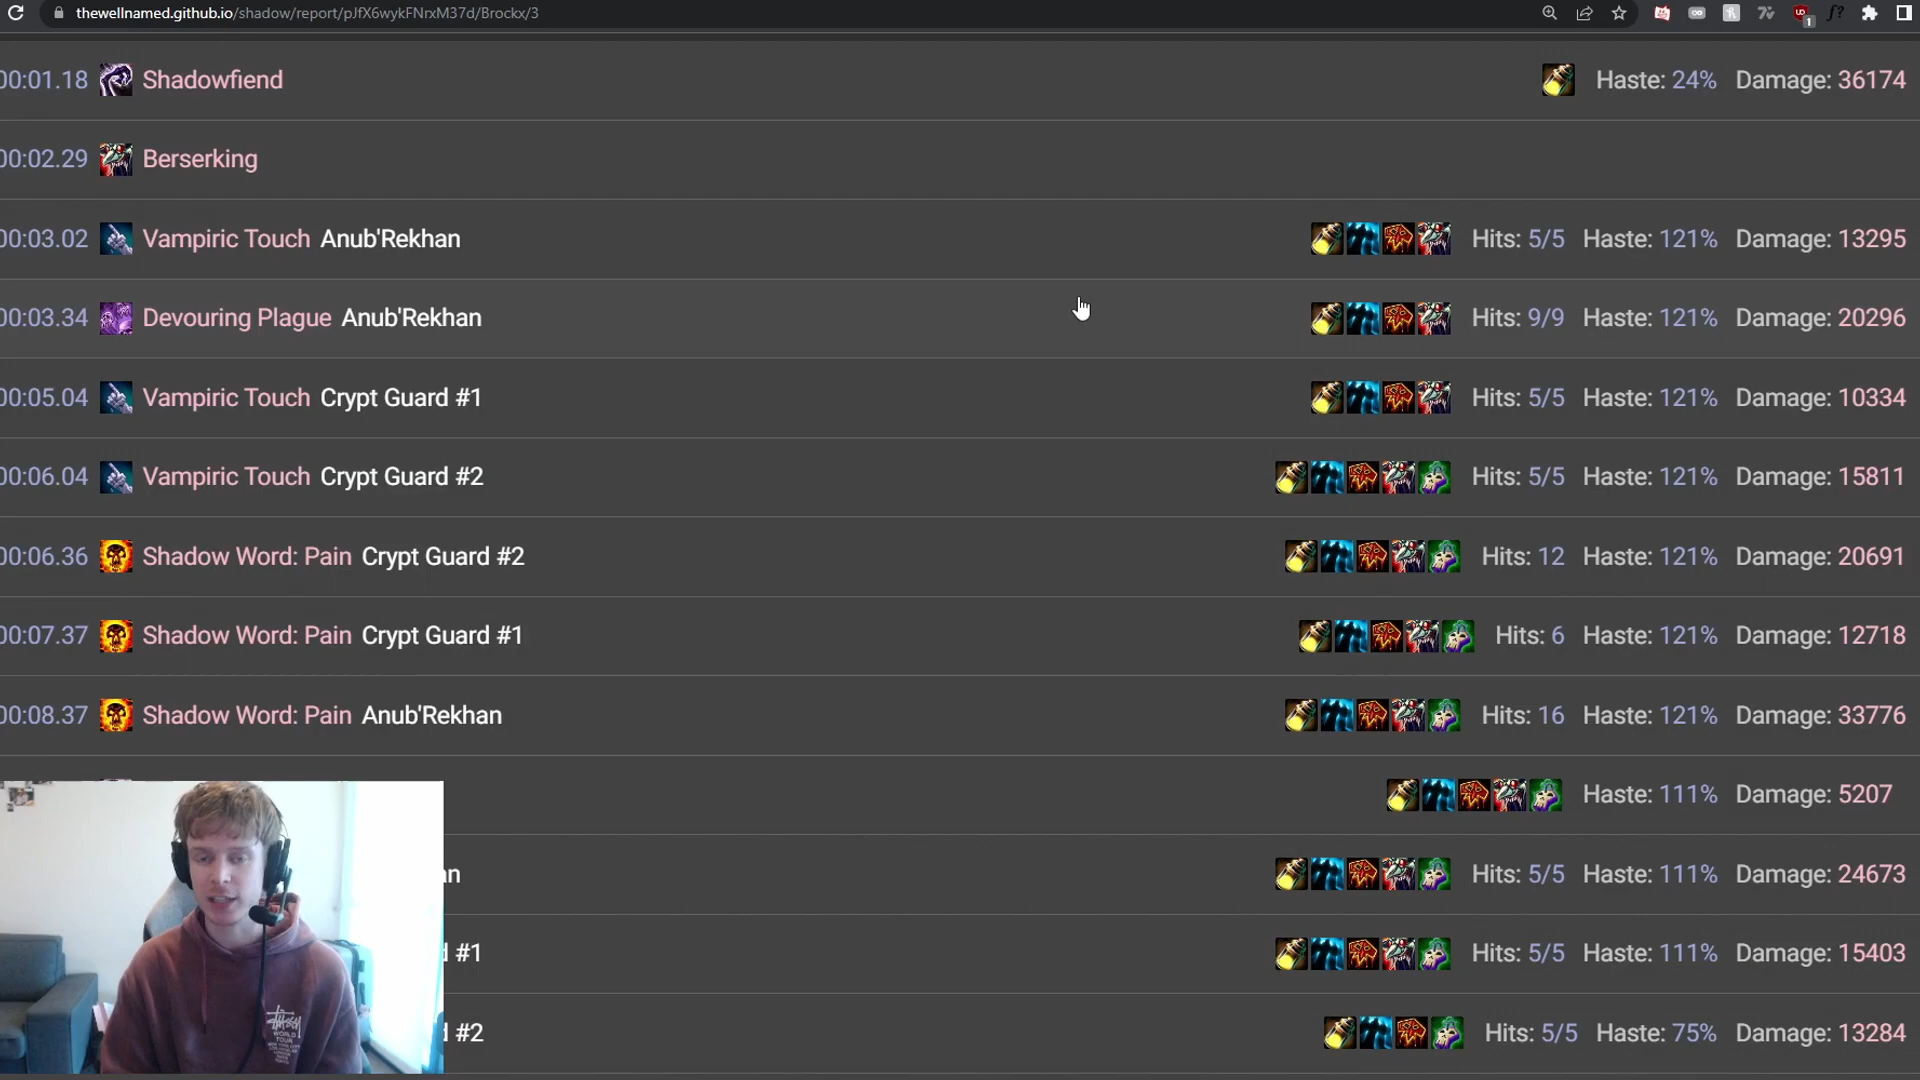 thewellnamed.github.io/shadow/report/pJfX6wykFNrxM37d/Brockx/3
00:01.18 Shadowfiend Haste: 24% Damage: 36174
00:02.29 Berserking
00:03.02 Vampiric Touch Anub'Rekhan Hits: 5/5 Haste: 121% Damage: 13295
00:03.34 Devouring Plague Anub'Rekhan Hits: 9/9 Haste: 121% Damage: 20296
00:05.04 Vampiric Touch Crypt Guard #1 Hits: 5/5 Haste: 121% Damage: 10334
00:06.04 Vampiric Touch Crypt Guard #2 Hits: 5/5 Haste: 121% Damage: 15811
00:06.36 Shadow Word: Pain Crypt Guard #2 Hits: 12 Haste: 121% Damage: 20691
00:07.37 Shadow Word: Pain Crypt Guard #1 Hits: 6 Haste: 121% Damage: 12718
00:08.37 Shadow Word: Pain Anub'Rekhan Hits: 16 Haste: 121% Damage: 33776
Haste: 111% Damage: 5207
an Hits: 5/5 Haste: 111% Damage: 24673
d #1 Hits: 5/5 Haste: 111% Damage: 15403
d #2 Hits: 5/5 Haste: 75% Damage: 13284
WORLD
TOUR